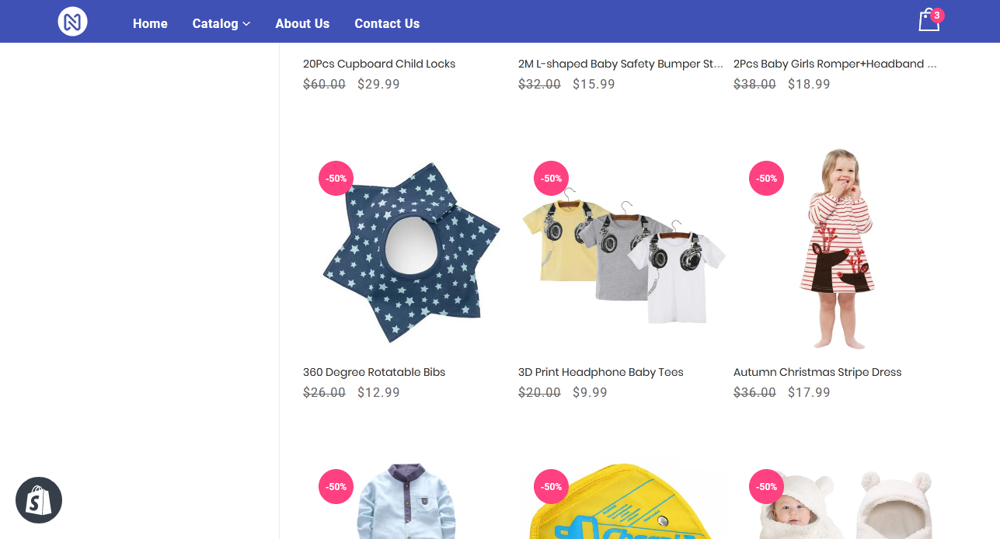 Home
Catalog
About Us
Contact Us
3
20Pcs Cupboard Child Locks
$60.00 $29.99
2M L-shaped Baby Safety Bumper St...
$32.00 $15.99
2Pcs Baby Girls Romper+Headband ...
$38.00 $18.99
-50%
-50%
-50%
360 Degree Rotatable Bibs
$26.00 $12.99
3D Print Headphone Baby Tees
$20.00 $9.99
Autumn Christmas Stripe Dress
$36.00 $17.99
-50%
-50%
-50%